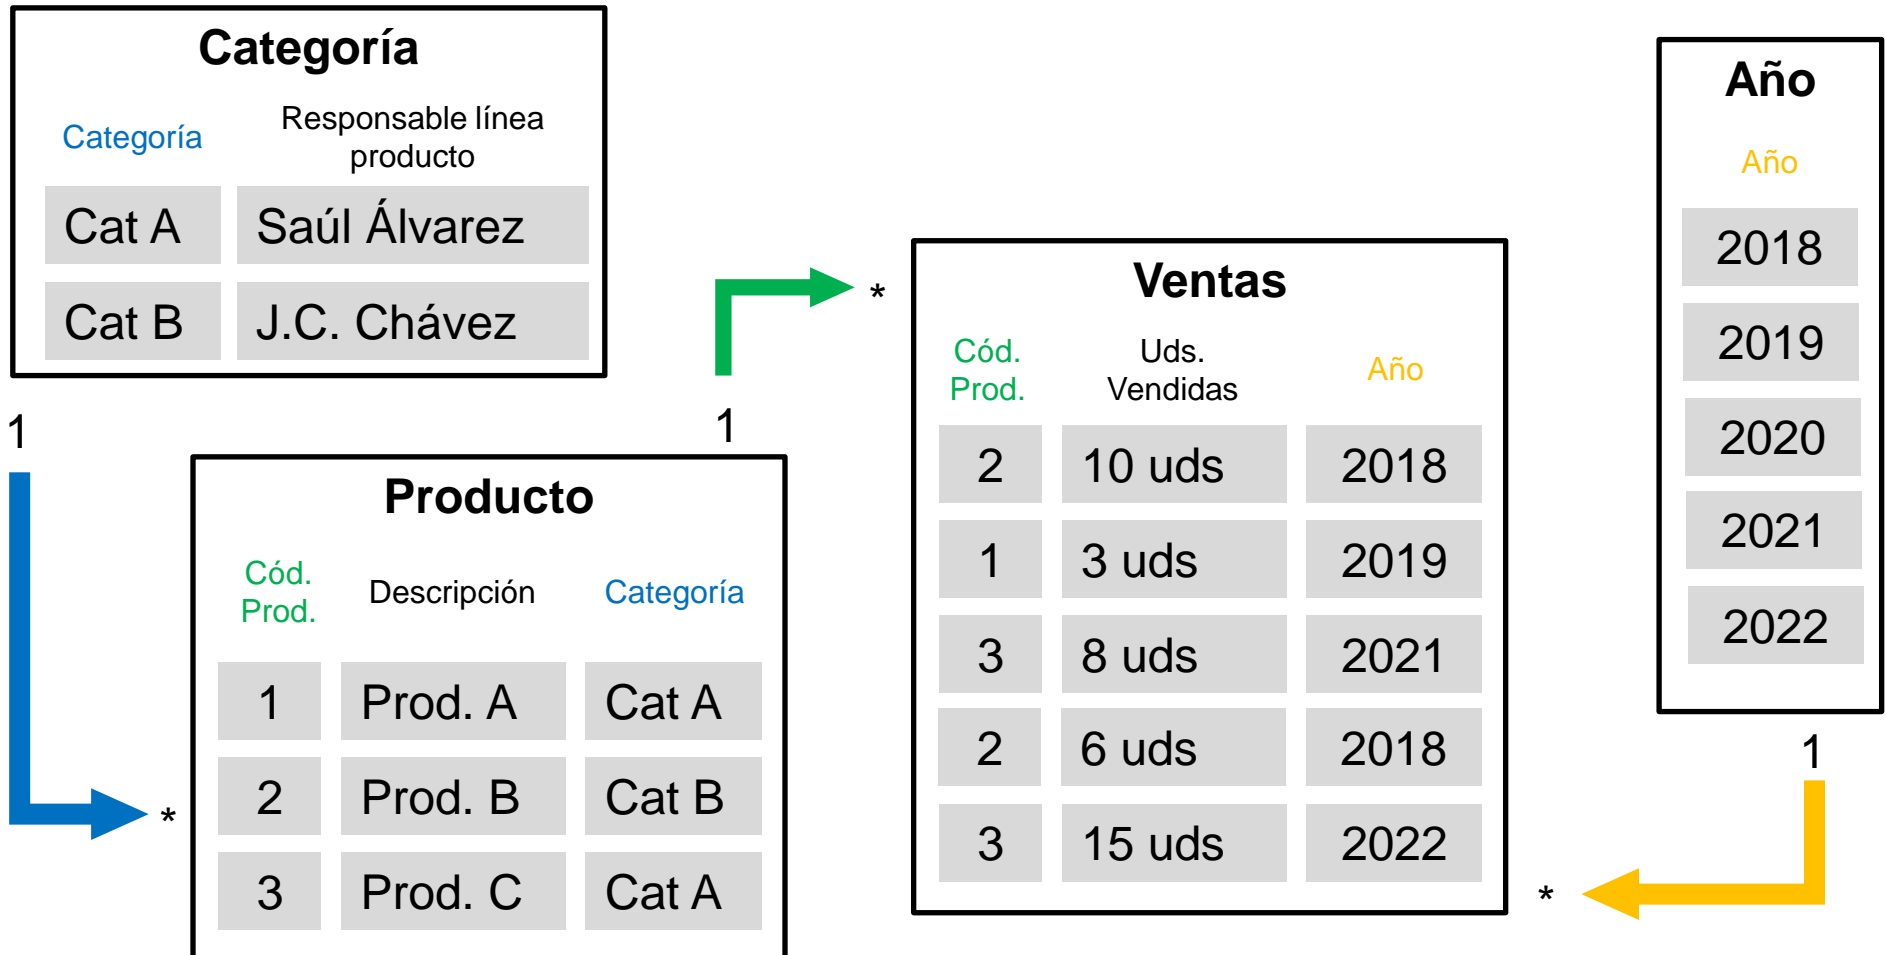 Categoría
Categoría
Responsable línea
producto
Cat A
Saúl Álvarez
Cat B
J.C. Chávez
1
*
Producto
Cód.
Prod.
Descripción
Categoría
1
Prod. A
Cat A
2
Prod. B
Cat B
3
Prod. C
Cat A
1
*
Ventas
Cód.
Prod.
Uds.
Vendidas
Año
2
10 uds
2018
1
3 uds
2019
3
8 uds
2021
2
6 uds
2018
3
15 uds
2022
Año
Año
2018
2019
2020
2021
2022
1
*